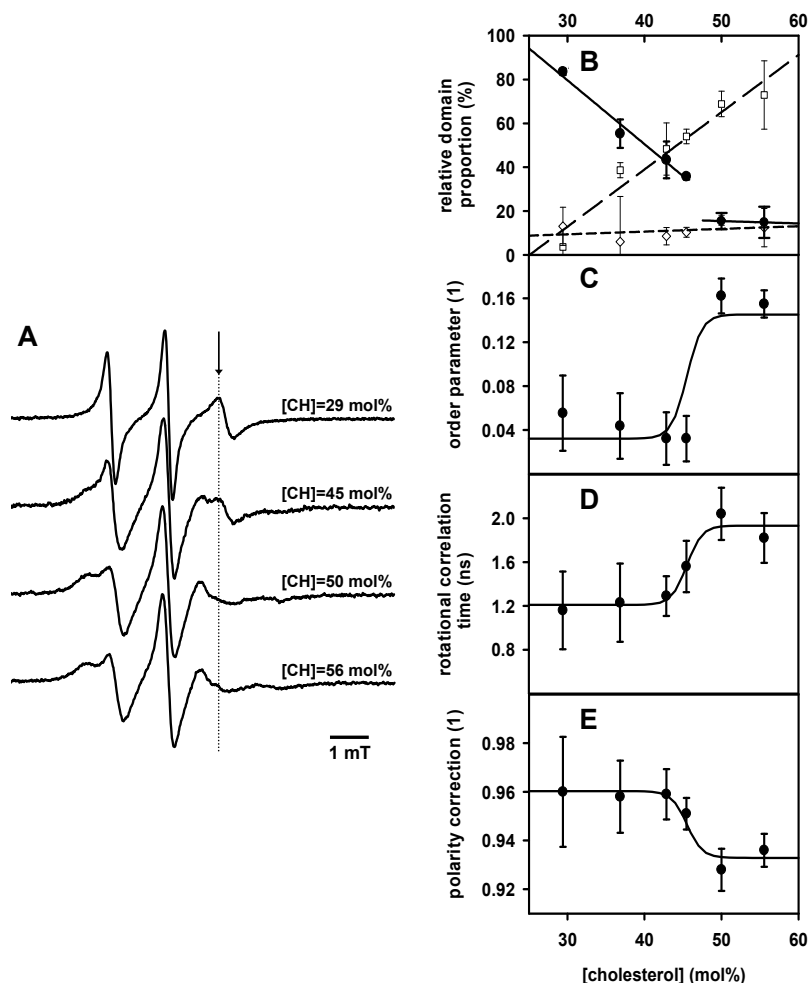 A
[CH]=29 mol%
[CH]=45 mol%
[CH]=50 mol%
[CH]=56 mol%
1 mT
30 40 50 60
B
100
80
60
40
20
0
relative domain
proportion (%)
C
0.16
0.12
0.08
0.04
order parameter (1)
D
2.0
1.6
1.2
0.8
rotational correlation
time (ns)
E
0.98
0.96
0.94
0.92
polarity correction (1)
30 40 50 60
[cholesterol] (mol%)